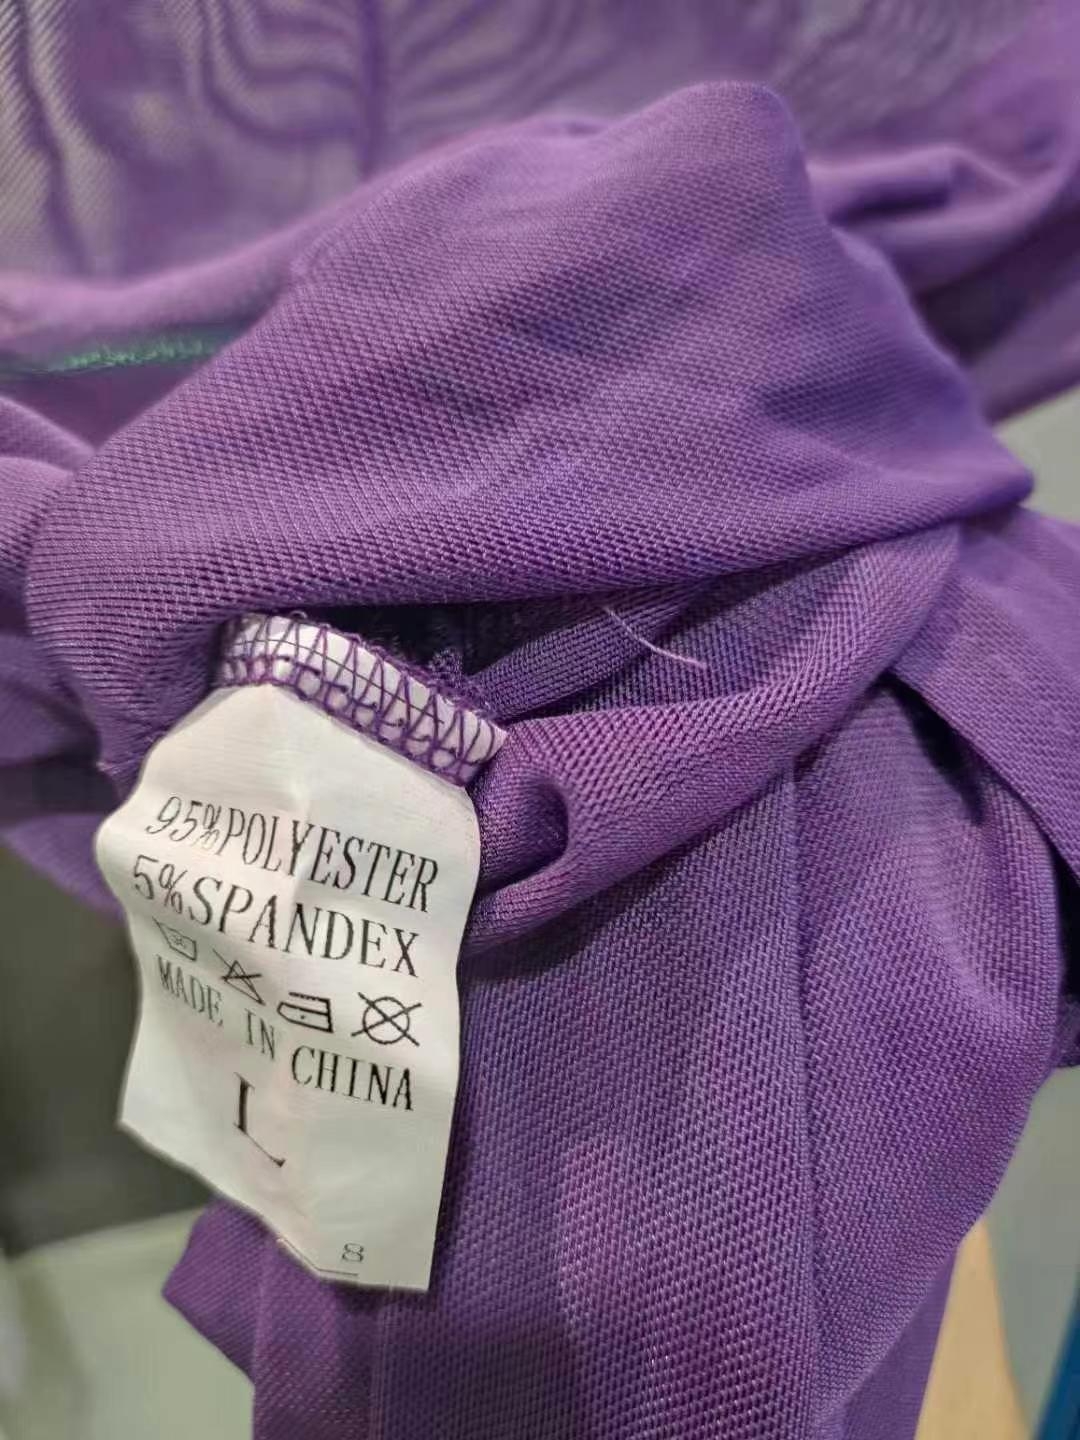 95%POLYESTER
5%SPANDEX
MADE IN CHINA
L
8